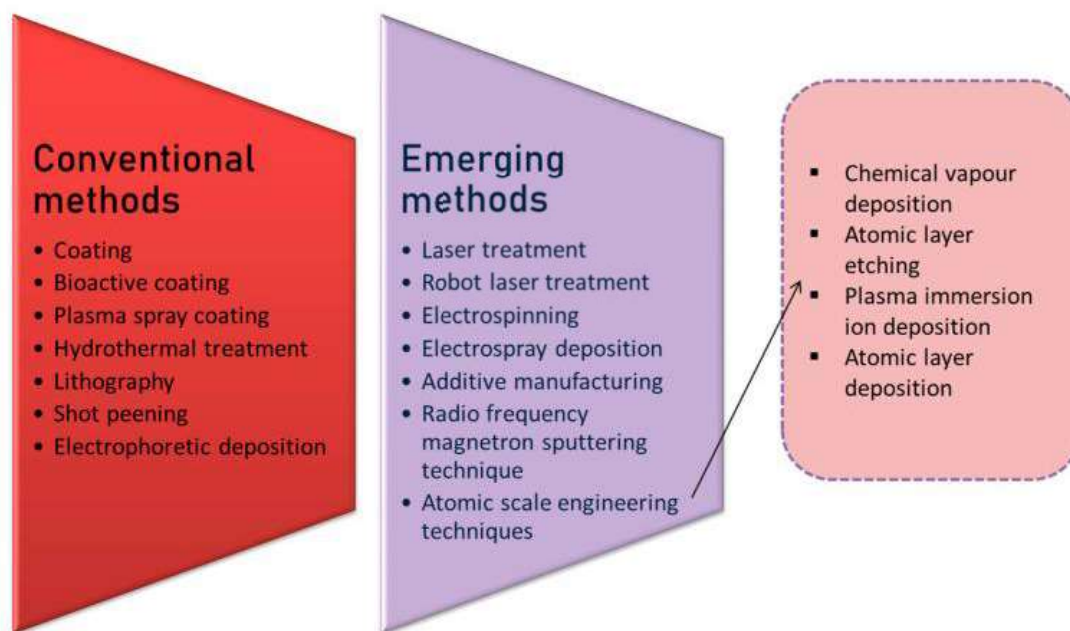 Conventional
methods
• Coating
• Bioactive coating
• Plasma spray coating
• Hydrothermal treatment
• Lithography
• Shot peening
• Electrophoretic deposition
Emerging
methods
• Laser treatment
• Robot laser treatment
• Electrospinning
• Electrospray deposition
• Additive manufacturing
• Radio frequency
magnetron sputtering
technique
• Atomic scale engineering
techniques
▪ Chemical vapour
deposition
▪ Atomic layer
etching
▪ Plasma immersion
ion deposition
▪ Atomic layer
deposition